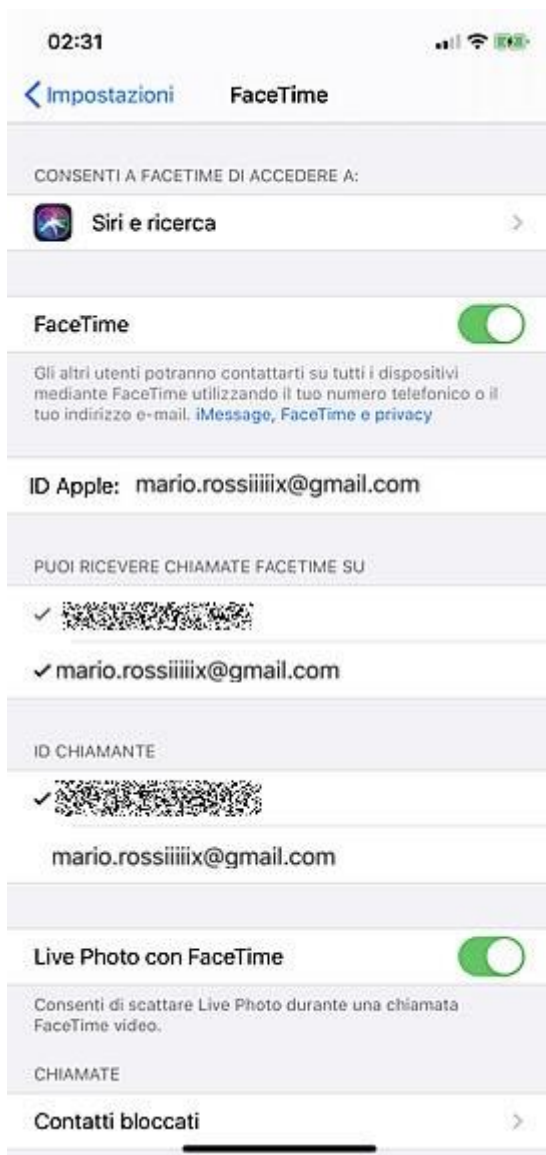 02:31
Impostazioni FaceTime
CONSENTI A FACETIME DI ACCEDERE A:
Siri e ricerca
FaceTime
Gli altri utenti potranno contattarti su tutti i dispositivi
mediante FaceTime utilizzando il tuo numero telefonico o il
tuo indirizzo e-mail. iMessage, FaceTime e privacy
ID Apple: mario.rossiiiiix@gmail.com
PUOI RICEVERE CHIAMATE FACETIME SU
mario.rossiiiiix@gmail.com
ID CHIAMANTE
mario.rossiiiiix@gmail.com
Live Photo con FaceTime
Consenti di scattare Live Photo durante una chiamata
FaceTime video.
CHIAMATE
Contatti bloccati